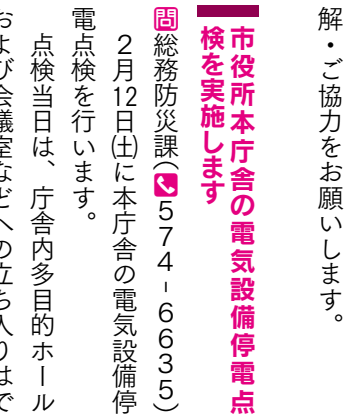 解・ご協力をお願いします。
市役所本庁舎の電気設備停電点
検を実施します
問総務防災課(574-6635)
２月12日㈯に本庁舎の電気設備停
電点検を行います。
点検当日は、庁舎内多目的ホール
および会議室などへの立ち入りはで